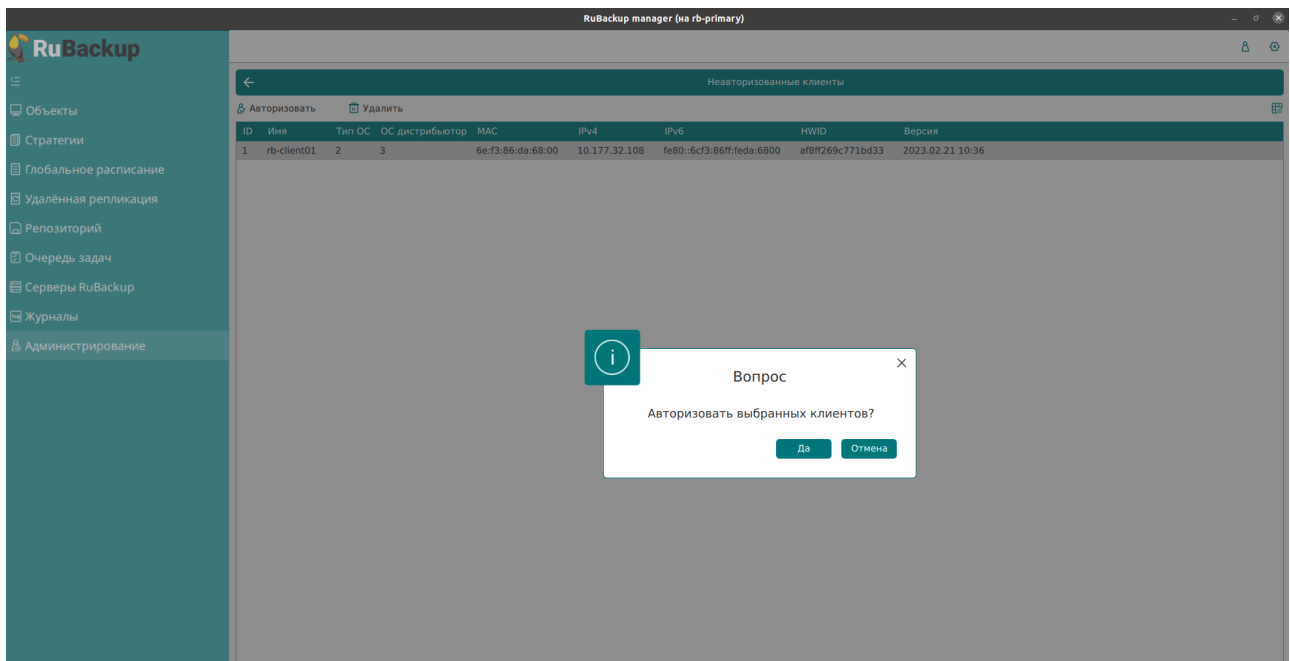 RuBackup manager (на rb-primary)
RuBackup
Неавторизованные клиенты
Авторизовать Удалить
ID Имя Тип ОС ОС дистрибьютор MAC IPv4 IPv6 HWID Версия
1 rb-client01 2 3 6e:f3:86:da:68:00 10.177.32.108 fe80::6cf3:86ff:feda:6800 af8ff269c771bd33 2023.02.21 10:36
Объекты
Стратегии
Глобальное расписание
Удалённая репликация
Репозиторий
Очередь задач
Серверы RuBackup
Журналы
Администрирование
Вопрос
Авторизовать выбранных клиентов?
Да Отмена